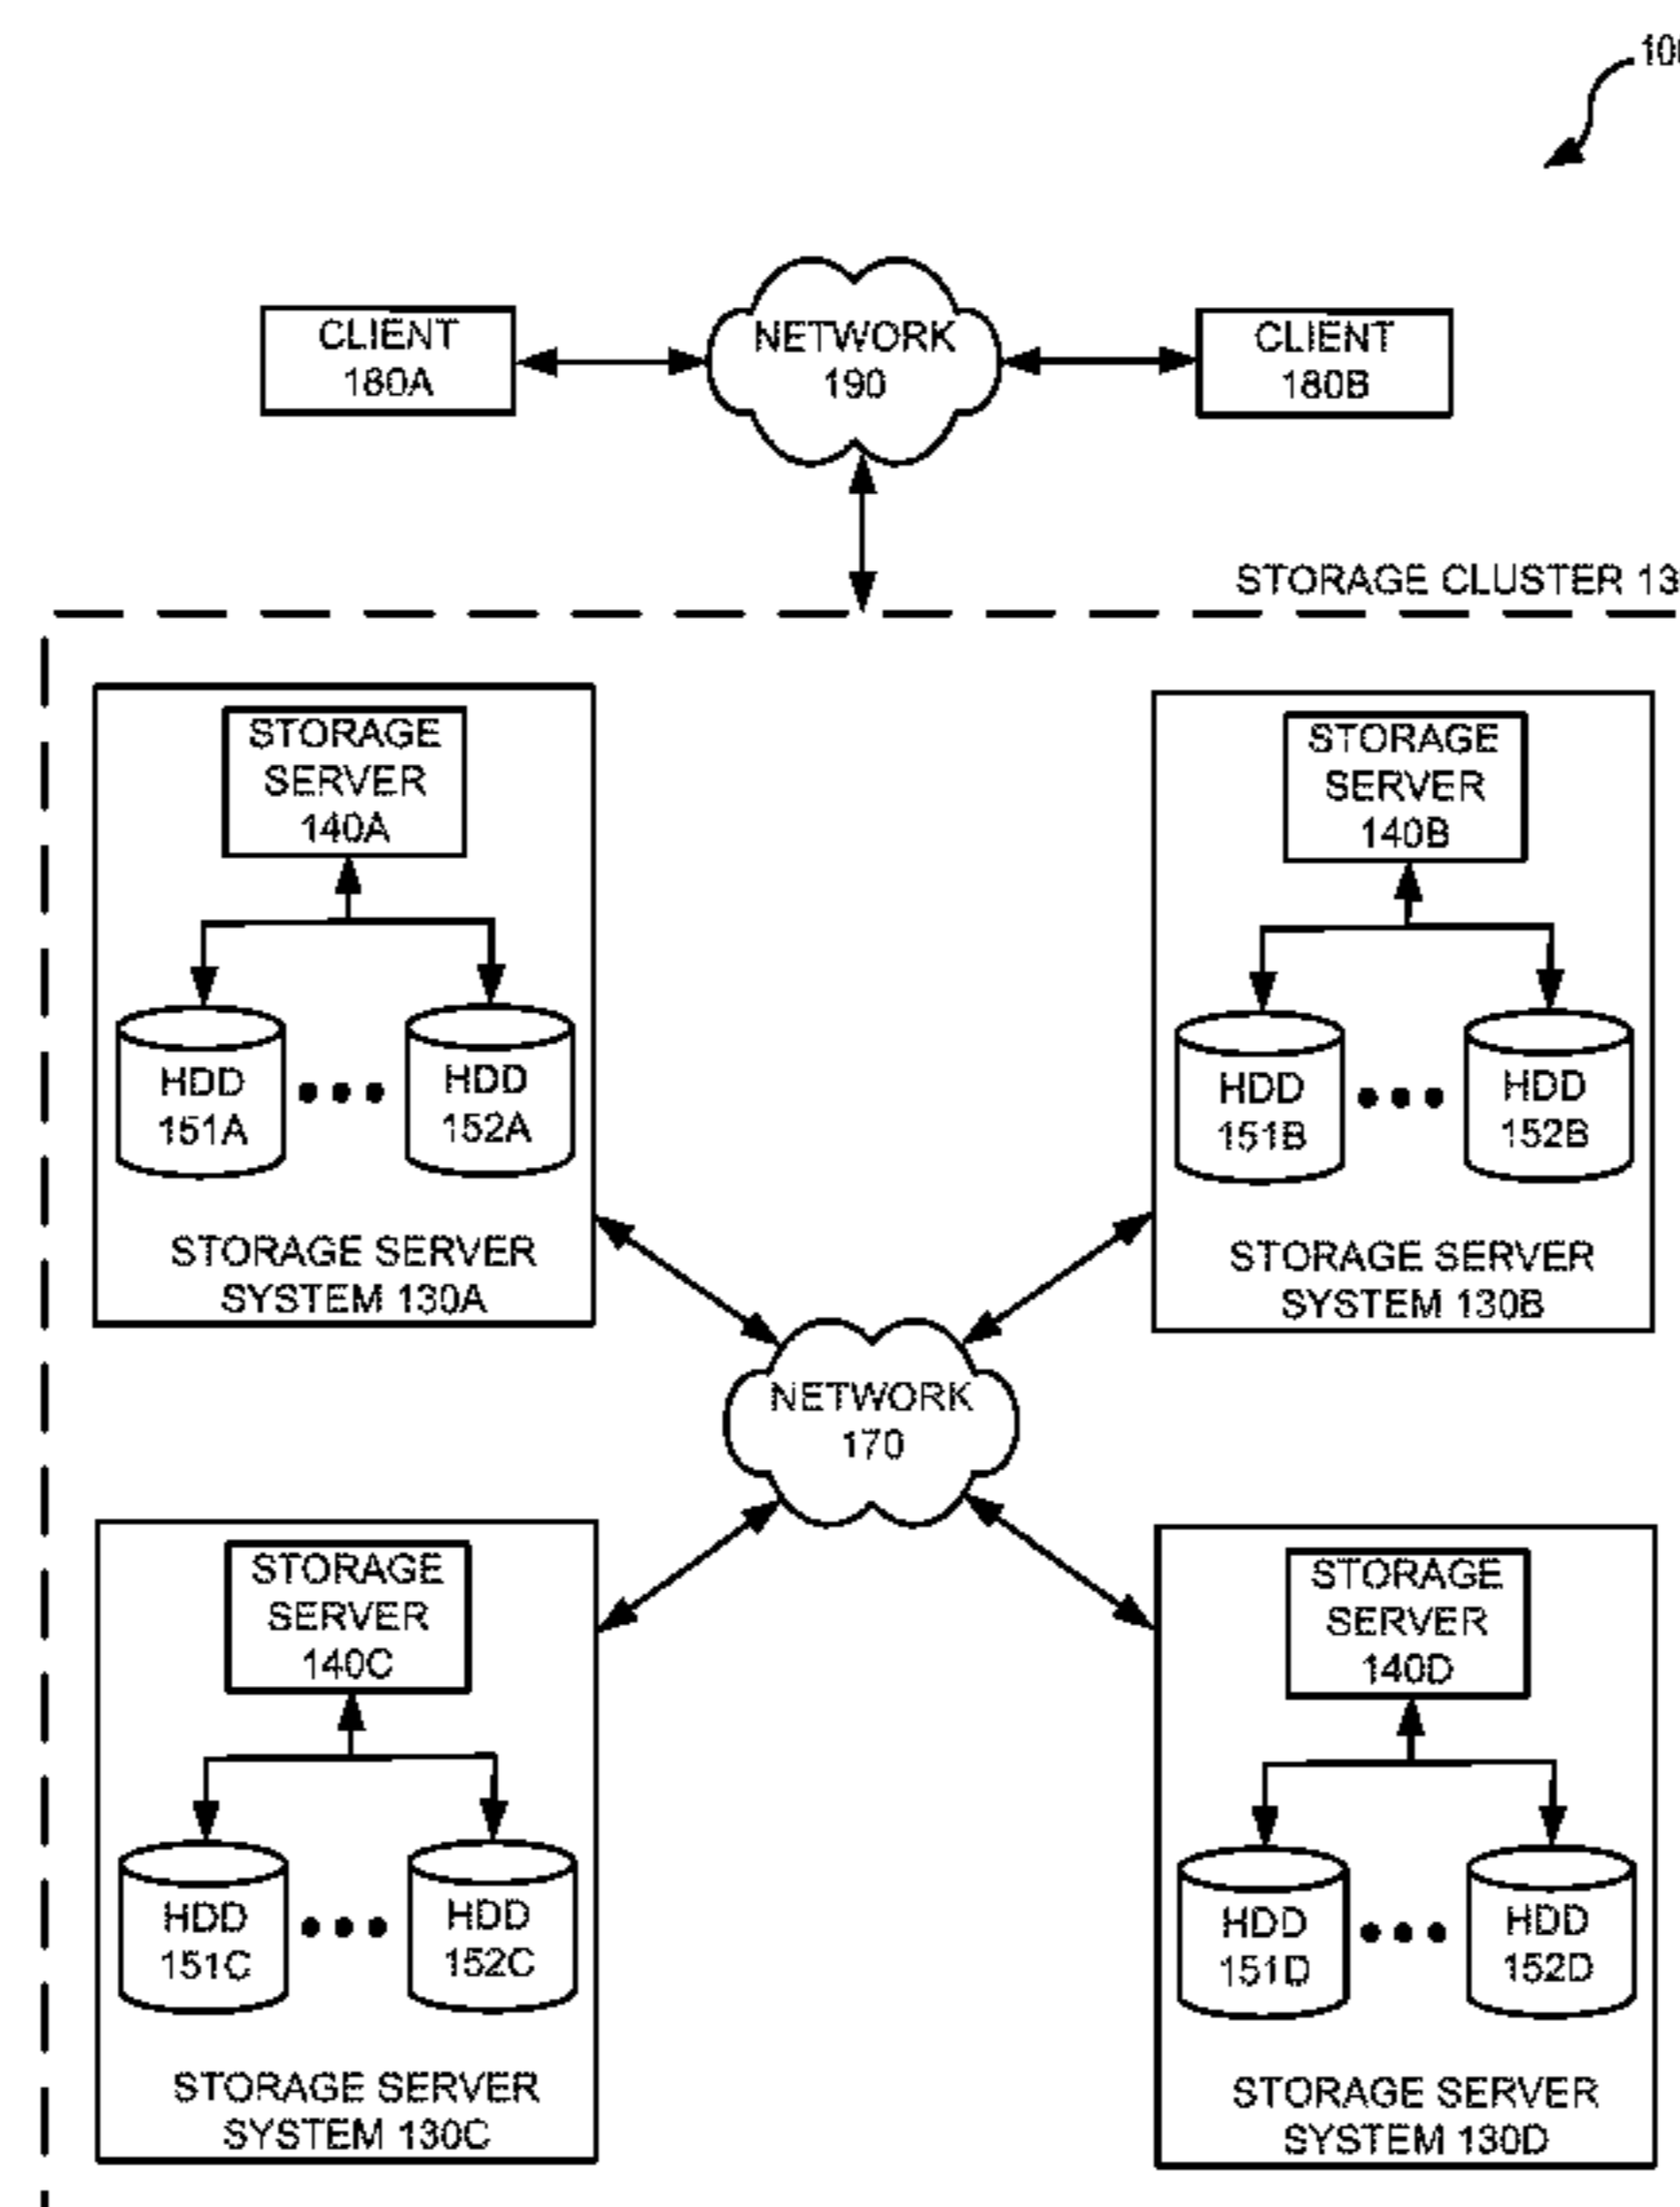 CLIENT
180A
NETWORK
190
CLIENT
180B
STORAGE CLUSTER
STORAGE
SERVER
140A
HDD
151A
HDD
152A
STORAGE SERVER
SYSTEM 130A
STORAGE
SERVER
140B
HDD
151B
HDD
152B
STORAGE SERVER
SYSTEM 130B
NETWORK
170
STORAGE
SERVER
140C
HDD
151C
HDD
152C
STORAGE SERVER
SYSTEM 130C
STORAGE
SERVER
140D
HDD
151D
HDD
152D
STORAGE SERVER
SYSTEM 130D